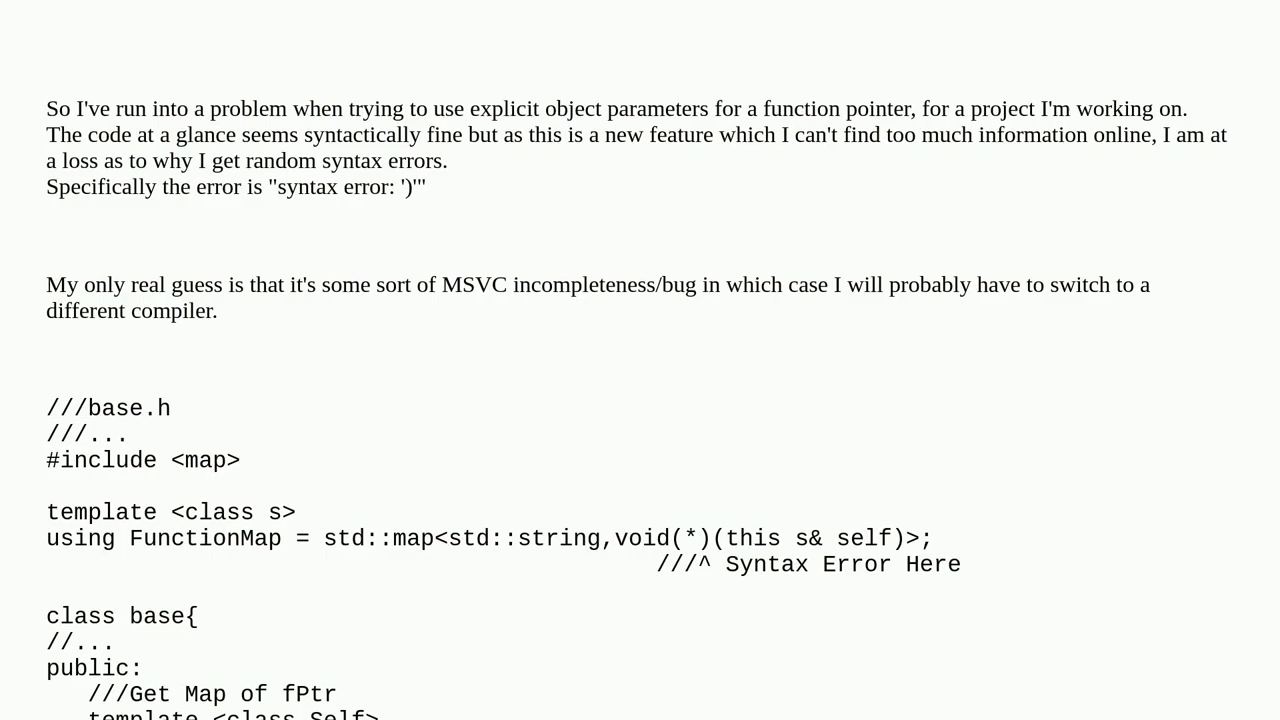 So I've run into a problem when trying to use explicit object parameters for a function pointer, for a project I'm working on.
The code at a glance seems syntactically fine but as this is a new feature which I can't find too much information online, I am at
a loss as to why I get random syntax errors.
Specifically the error is "syntax error: ')'"
My only real guess is that it's some sort of MSVC incompleteness/bug in which case I will probably have to switch to a
different compiler.
///base.h
///...
#include <map>
template <class s>
using FunctionMap = std::map<std::string,void(*)(this s& self)>;
///^ Syntax Error Here
class base{
//...
public:
///Get Map of fPtr
template <class Self>